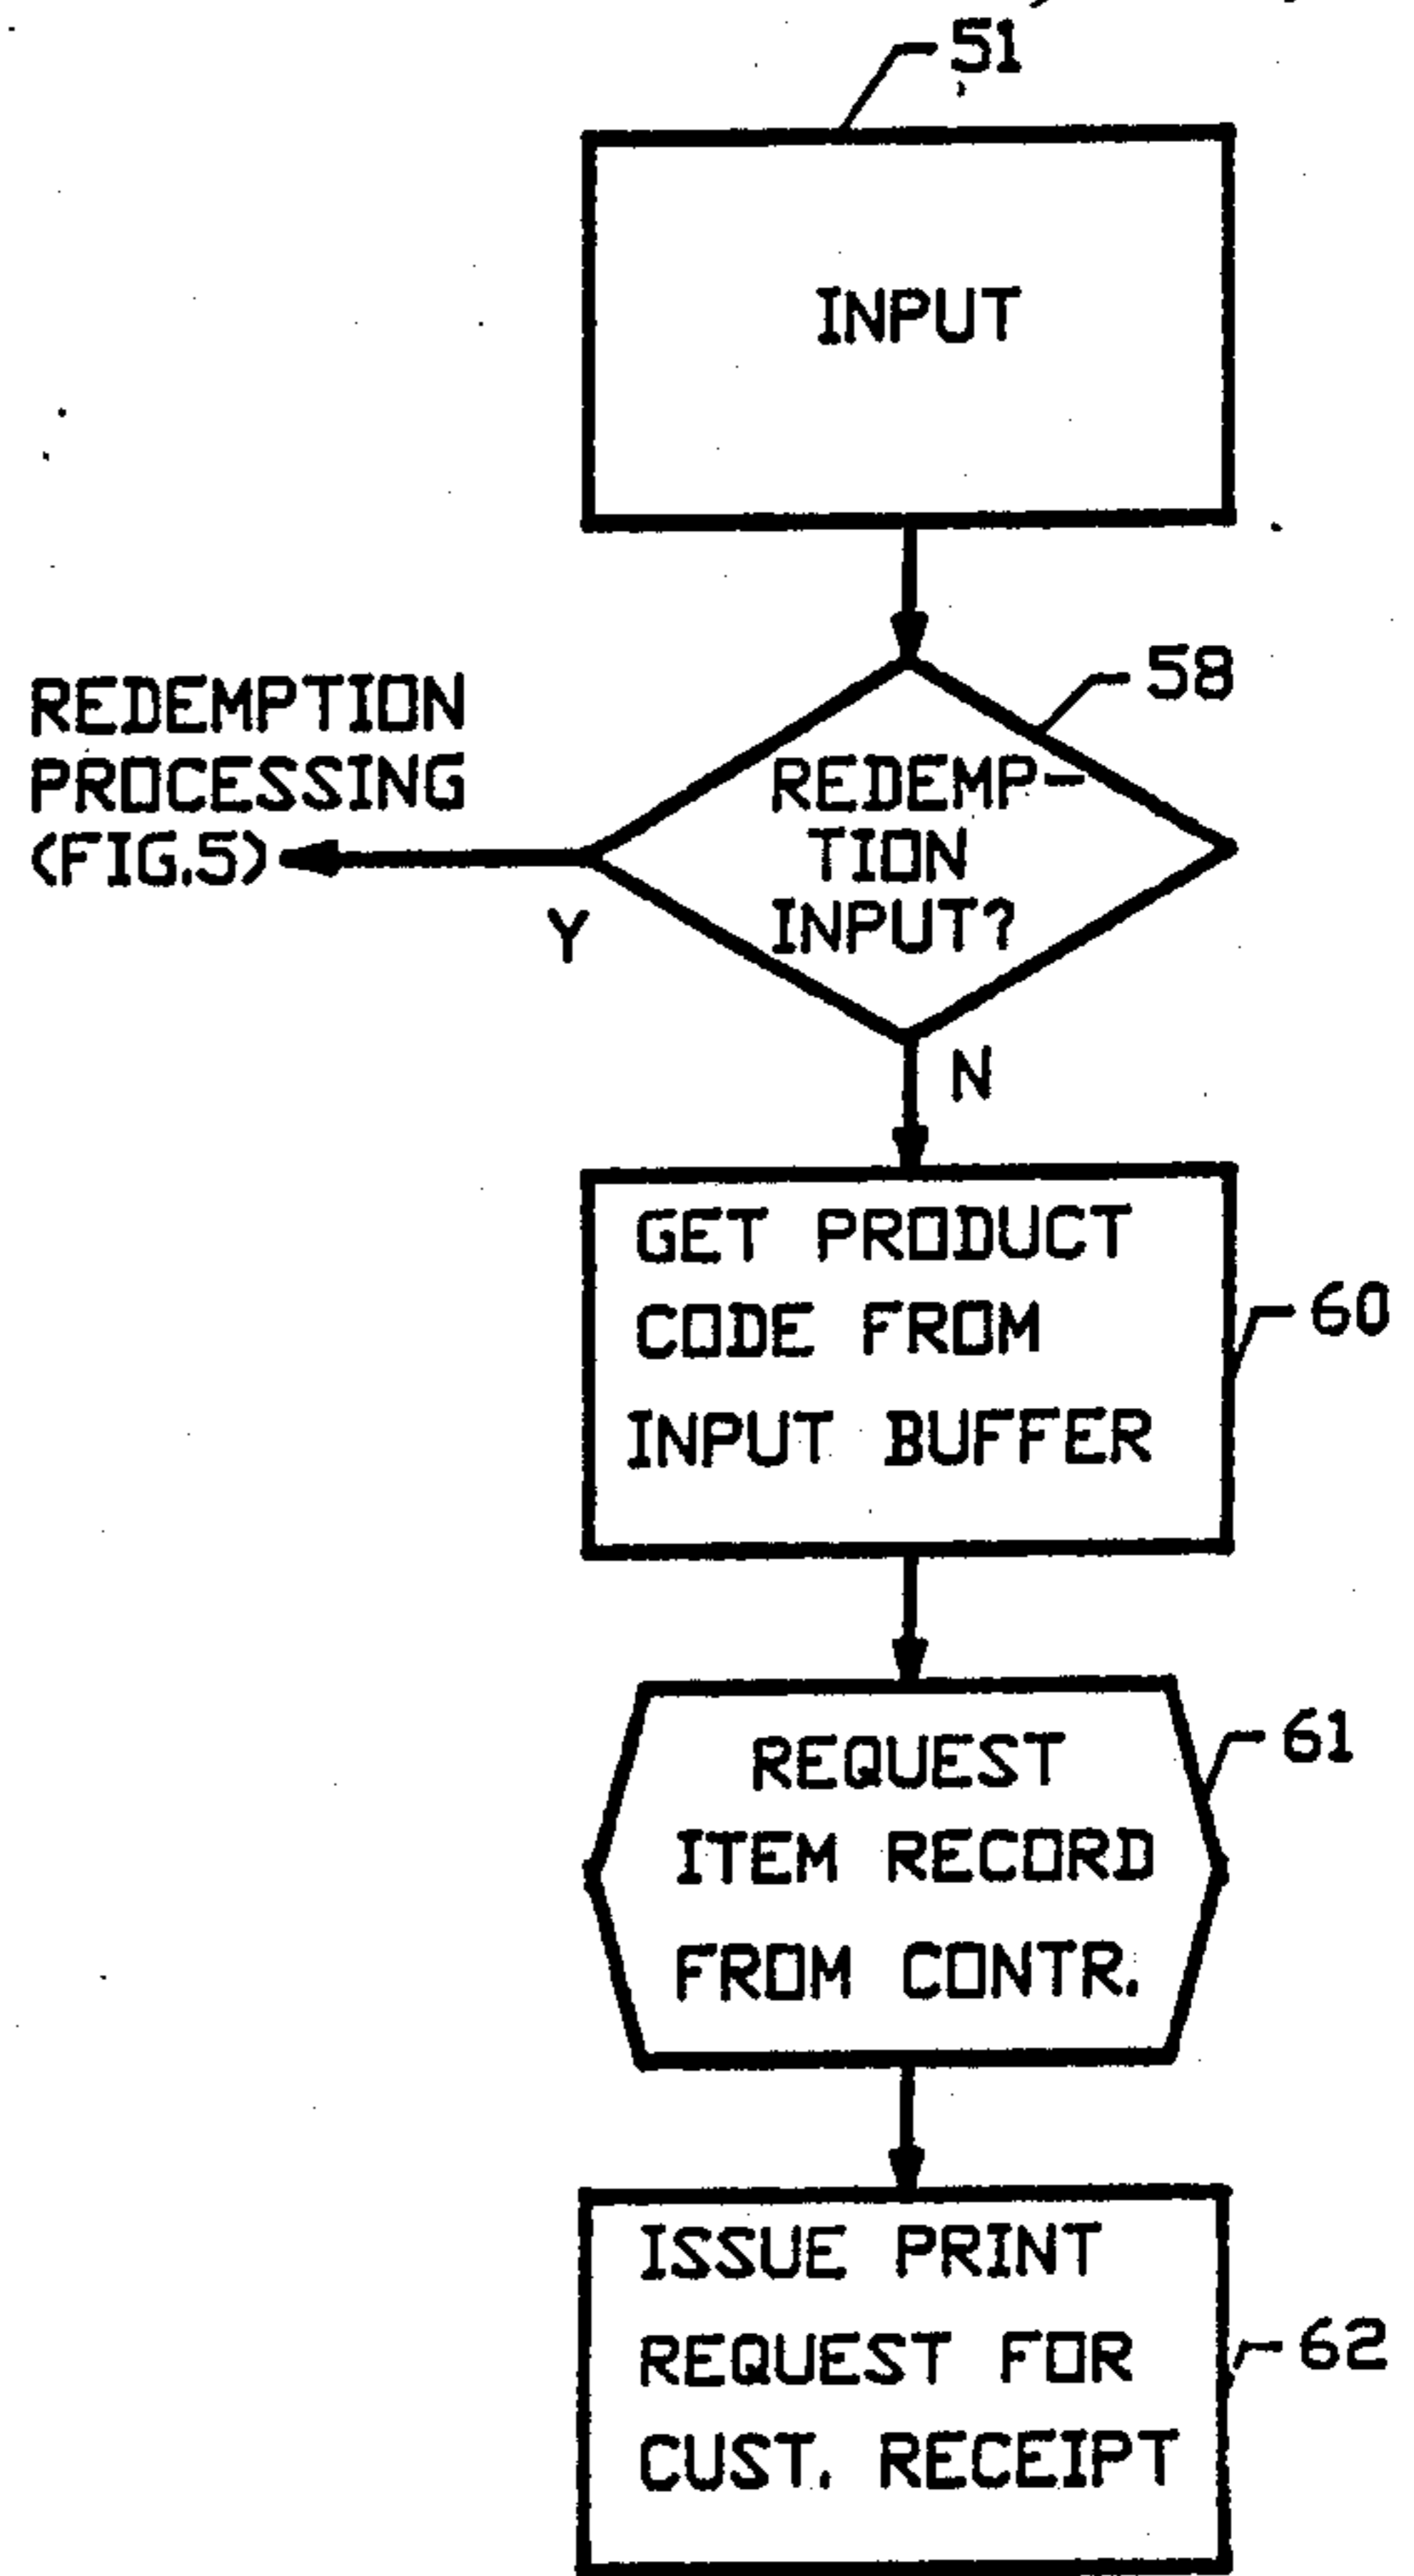 51
INPUT
58
REDEMPTION
PROCESSING
(FIG.5)
REDEMP-
TION
INPUT?
Y
N
GET PRODUCT
CODE FROM
INPUT BUFFER
60
REQUEST
ITEM RECORD
FROM CONTR.
61
ISSUE PRINT
REQUEST FOR
CUST. RECEIPT
62